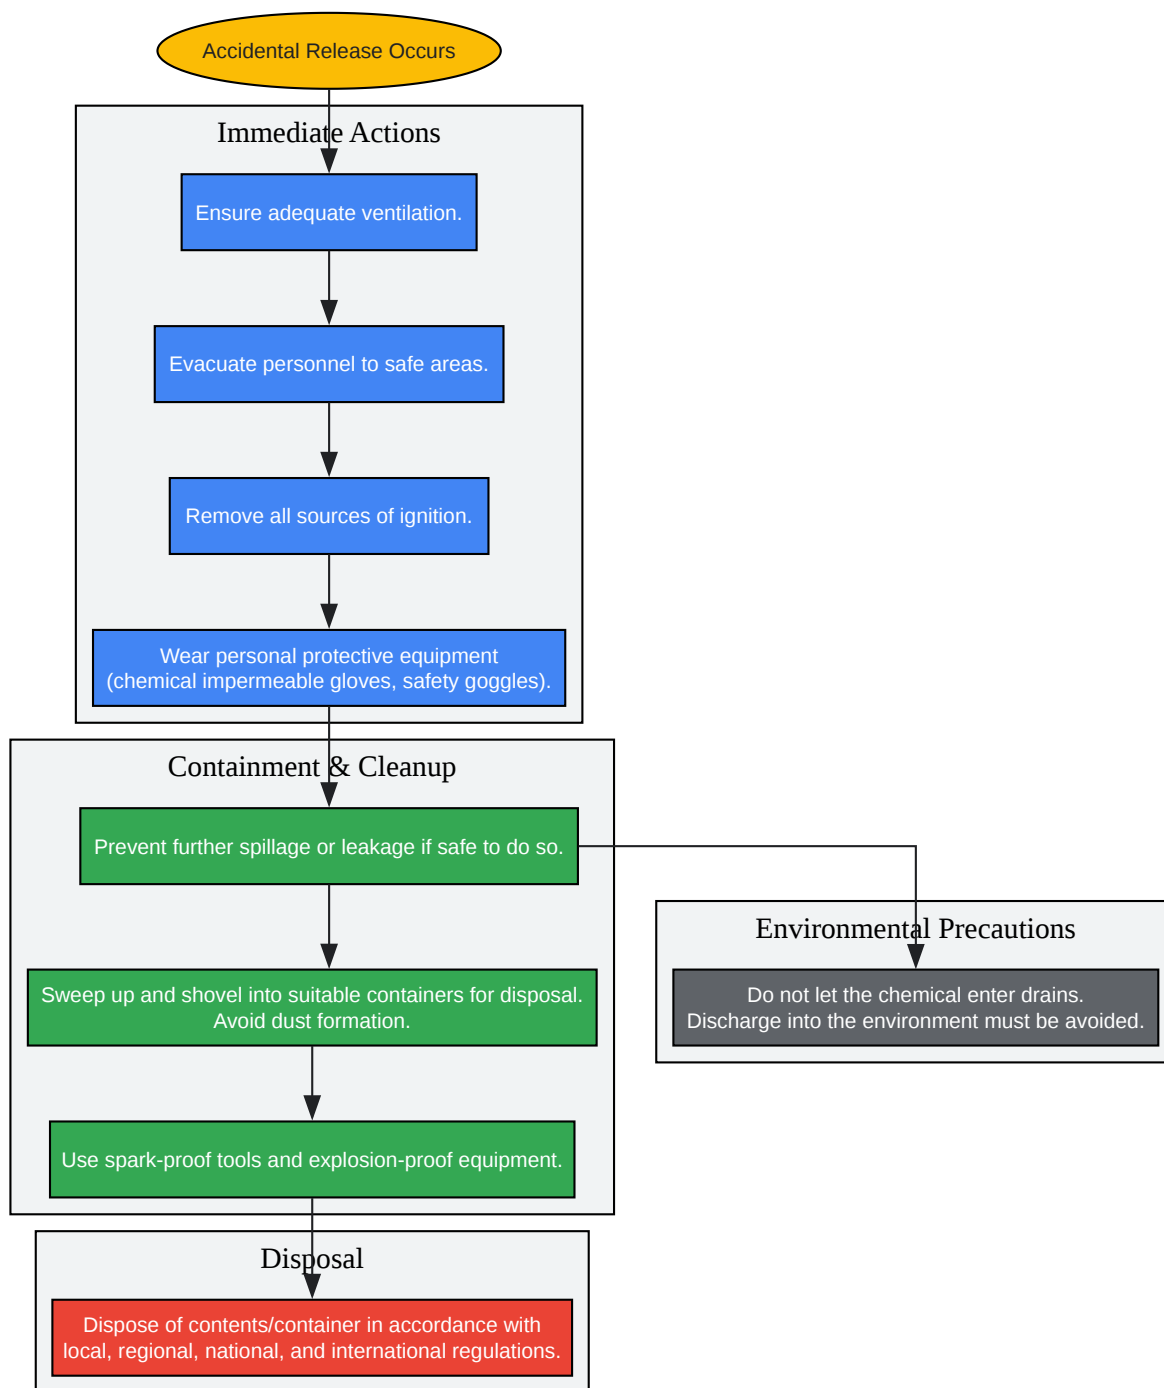 Accidental Release Occurs
Immediate Actions
Ensure adequate ventilation.
Evacuate personnel to safe areas.
Remove all sources of ignition.
Wear personal protective equipment
(chemical impermeable gloves, safety goggles).
Containment & Cleanup
Prevent further spillage or leakage if safe to do so.
Environmental Precautions
Do not let the chemical enter drains.
Discharge into the environment must be avoided.
Sweep up and shovel into suitable containers for disposal.
Avoid dust formation.
Use spark-proof tools and explosion-proof equipment.
Disposal
Dispose of contents/container in accordance with
local, regional, national, and international regulations.